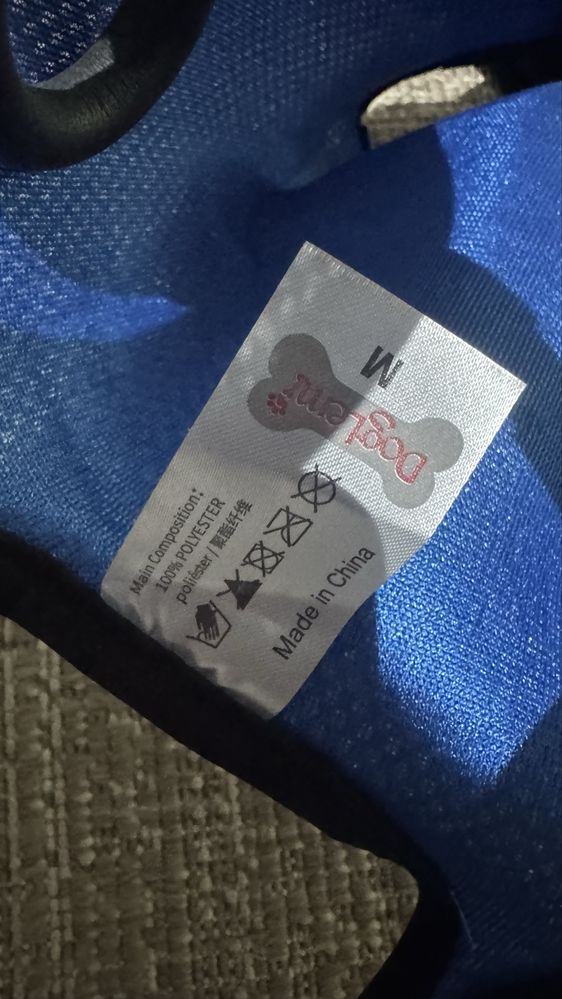 M
DogLemi
Main Composition:
100% POLYESTER
poliéster / 聚酯纤维
Made in China